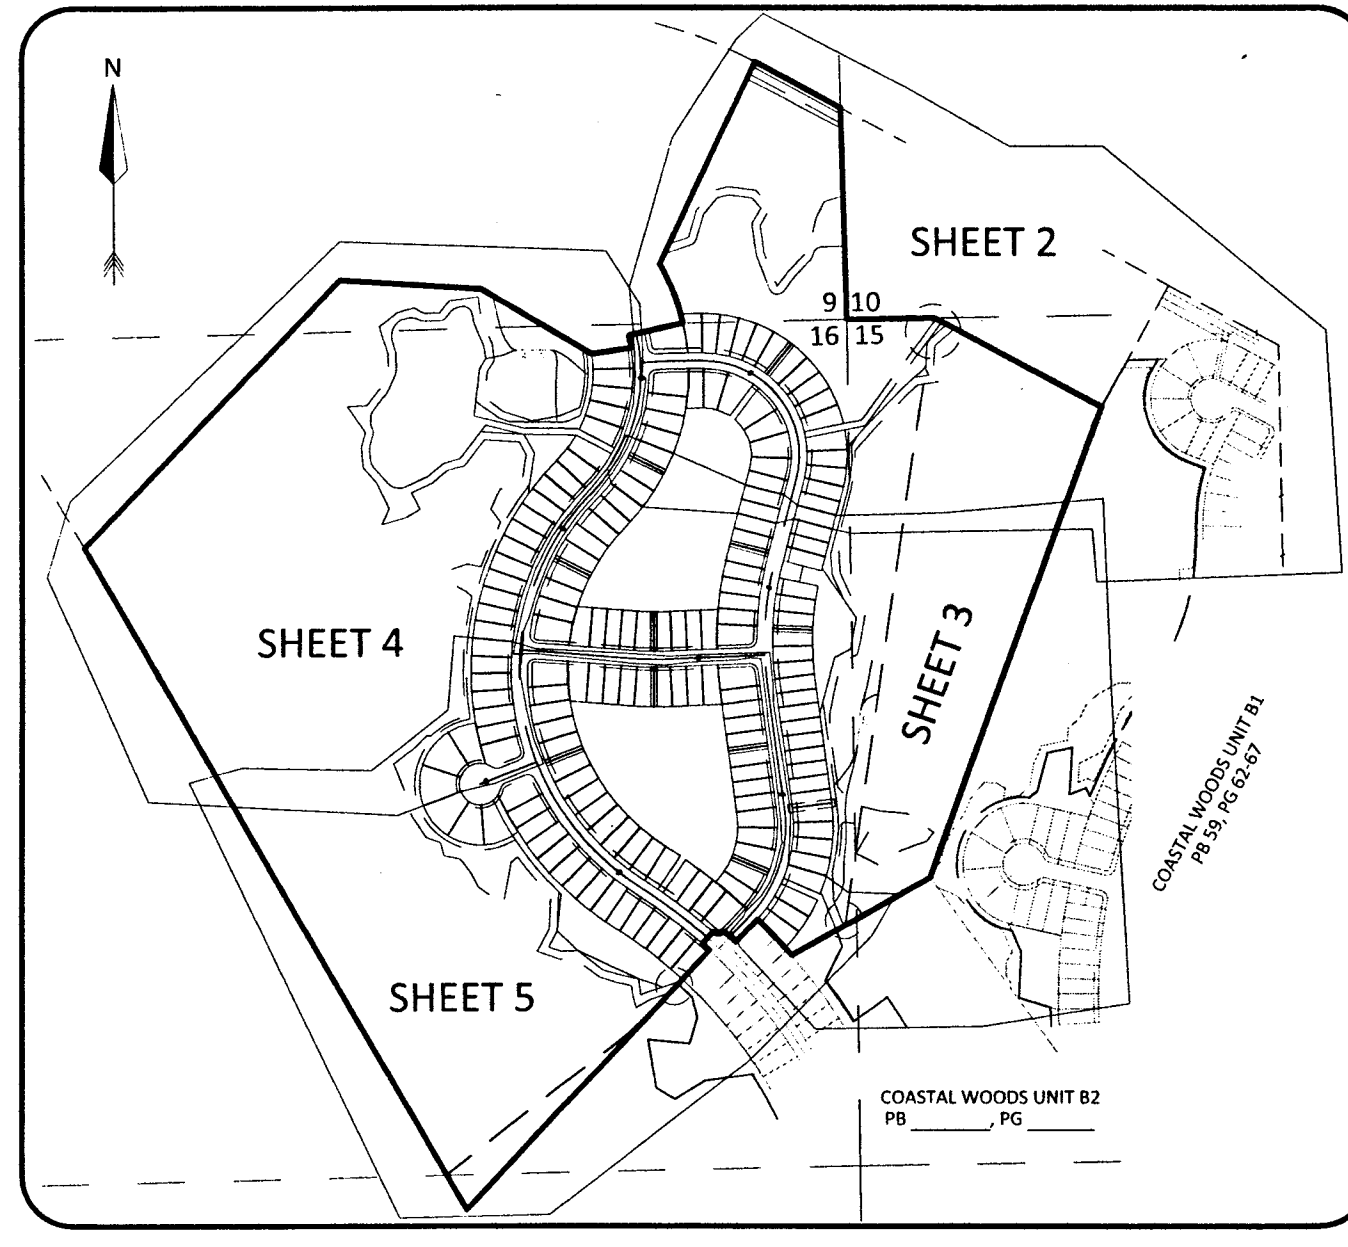 N
SHEET 2
9 10
16 15
SHEET 4
SHEET 3
COASTAL WOODS UNIT B1
PB 59, PG 62-67
SHEET 5
COASTAL WOODS UNIT B2
PB ________, PG _______